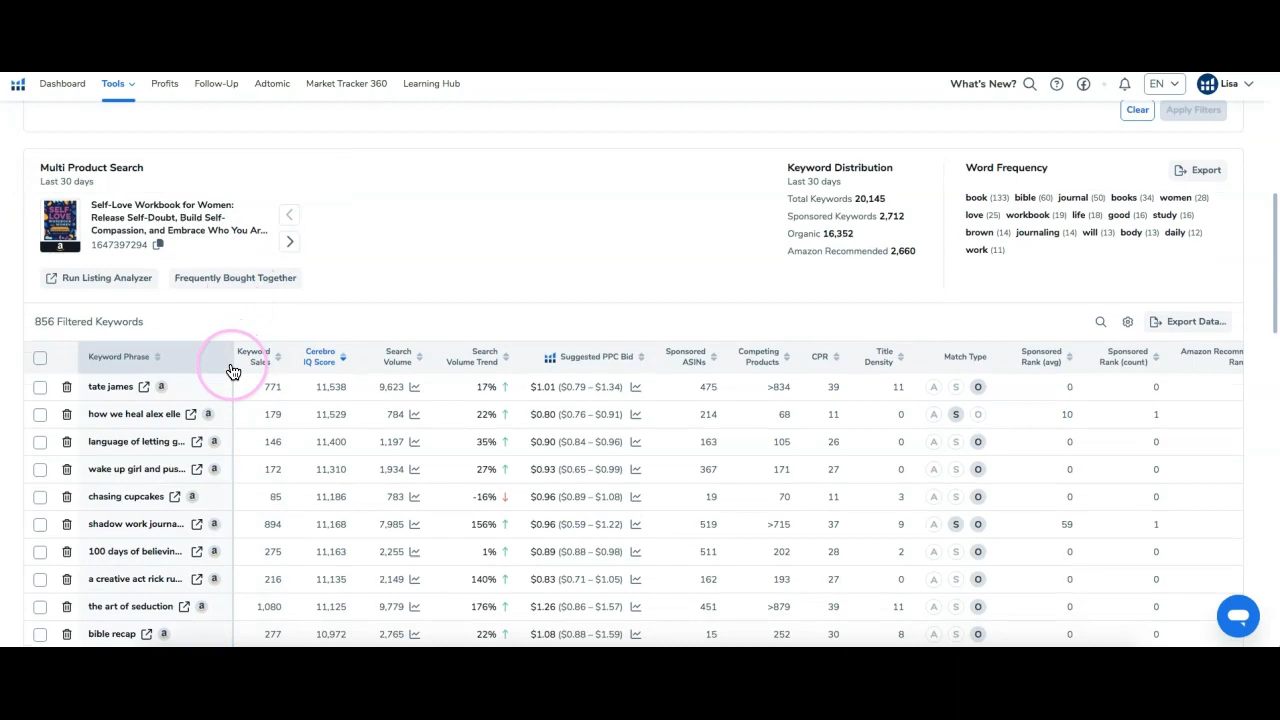 Dashboard Tools Profits Follow-Up Adtomic Market Tracker 360 Learning Hub What's New? EN Lisa
Clear Apply Filters
Multi Product Search
Last 30 days
Self-Love Workbook for Women:
Release Self-Doubt, Build Self-
Compassion, and Embrace Who You Ar...
1647397294
Run Listing Analyzer Frequently Bought Together
Keyword Distribution
Last 30 days
Total Keywords 20,145
Sponsored Keywords 2,712
Organic 16,352
Amazon Recommended 2,660
Word Frequency
Export
book (133) bible (60) journal (50) books (34) women (28)
love (25) workbook (19) life (18) good (16) study (16)
brown (14) journaling (14) will (13) body (13) daily (12)
work (11)
856 Filtered Keywords Export Data...
Keyword Phrase Keyword Sales Cerebro IQ Score Search Volume Search Volume Trend Suggested PPC Bid Sponsored ASINs Competing Products CPR Title Density Match Type Sponsored Rank (avg) Sponsored Rank (count) Amazon Recomm Ran
tate james a 771 11,538 9,623 17% ↑ $1.01 ($0.79 – $1.34) 475 >834 39 11 A S O 0 0
how we heal alex elle a 179 11,529 784 22% ↑ $0.80 ($0.76 – $0.91) 214 68 11 0 A S O 10 1
language of letting g... a 146 11,400 1,197 35% ↑ $0.90 ($0.84 – $0.96) 163 105 26 0 A S O 0 0
wake up girl and pus... a 172 11,310 1,934 27% ↑ $0.93 ($0.65 – $0.99) 367 171 27 0 A S O 0 0
chasing cupcakes a 85 11,186 783 -16% ↓ $0.96 ($0.89 – $1.08) 19 70 11 3 A S O 0 0
shadow work journa... a 894 11,168 7,985 156% ↑ $0.96 ($0.59 – $1.22) 519 >715 37 9 A S O 59 1
100 days of believin... a 275 11,163 2,255 1% ↑ $0.89 ($0.88 – $0.98) 511 202 28 2 A S O 0 0
a creative act rick ru... a 216 11,135 2,149 140% ↑ $0.83 ($0.71 – $1.05) 162 193 27 0 A S O 0 0
the art of seduction a 1,080 11,125 9,779 176% ↑ $1.26 ($0.86 – $1.57) 451 >879 39 11 A S O 0 0
bible recap a 277 10,972 2,765 22% ↑ $1.08 ($0.88 – $1.59) 15 252 30 8 A S O 0 0